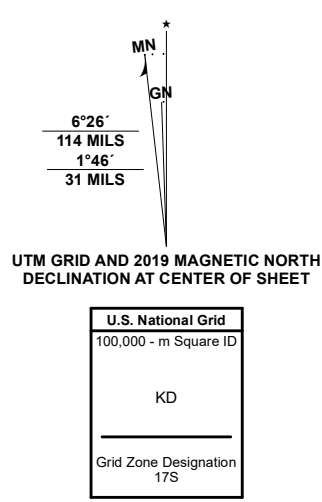 MN
GN
6°26´
114 MILS
1°46´
31 MILS
UTM GRID AND 2019 MAGNETIC NORTH
DECLINATION AT CENTER OF SHEET
U.S. National Grid
100,000 - m Square ID
KD
Grid Zone Designation
17S